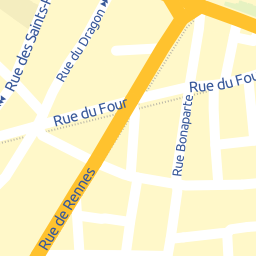 Rue des Saints-P
Rue du Dragon
Rue du Four
Rue du Fou
Rue Bonaparte
Rue de Rennes